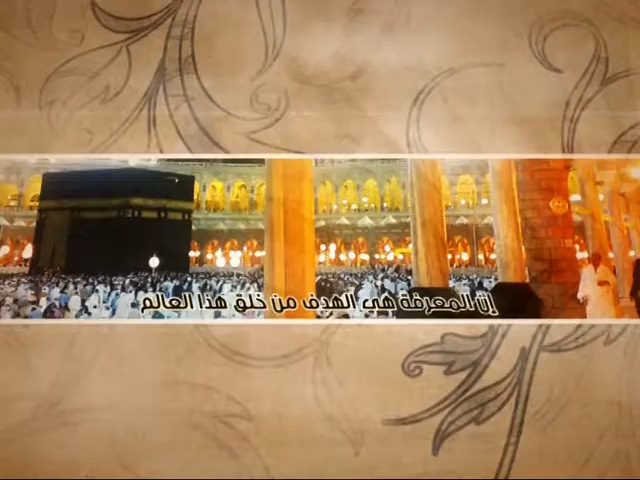 إن المعرفة هي الهدف من خلق هذا العالم